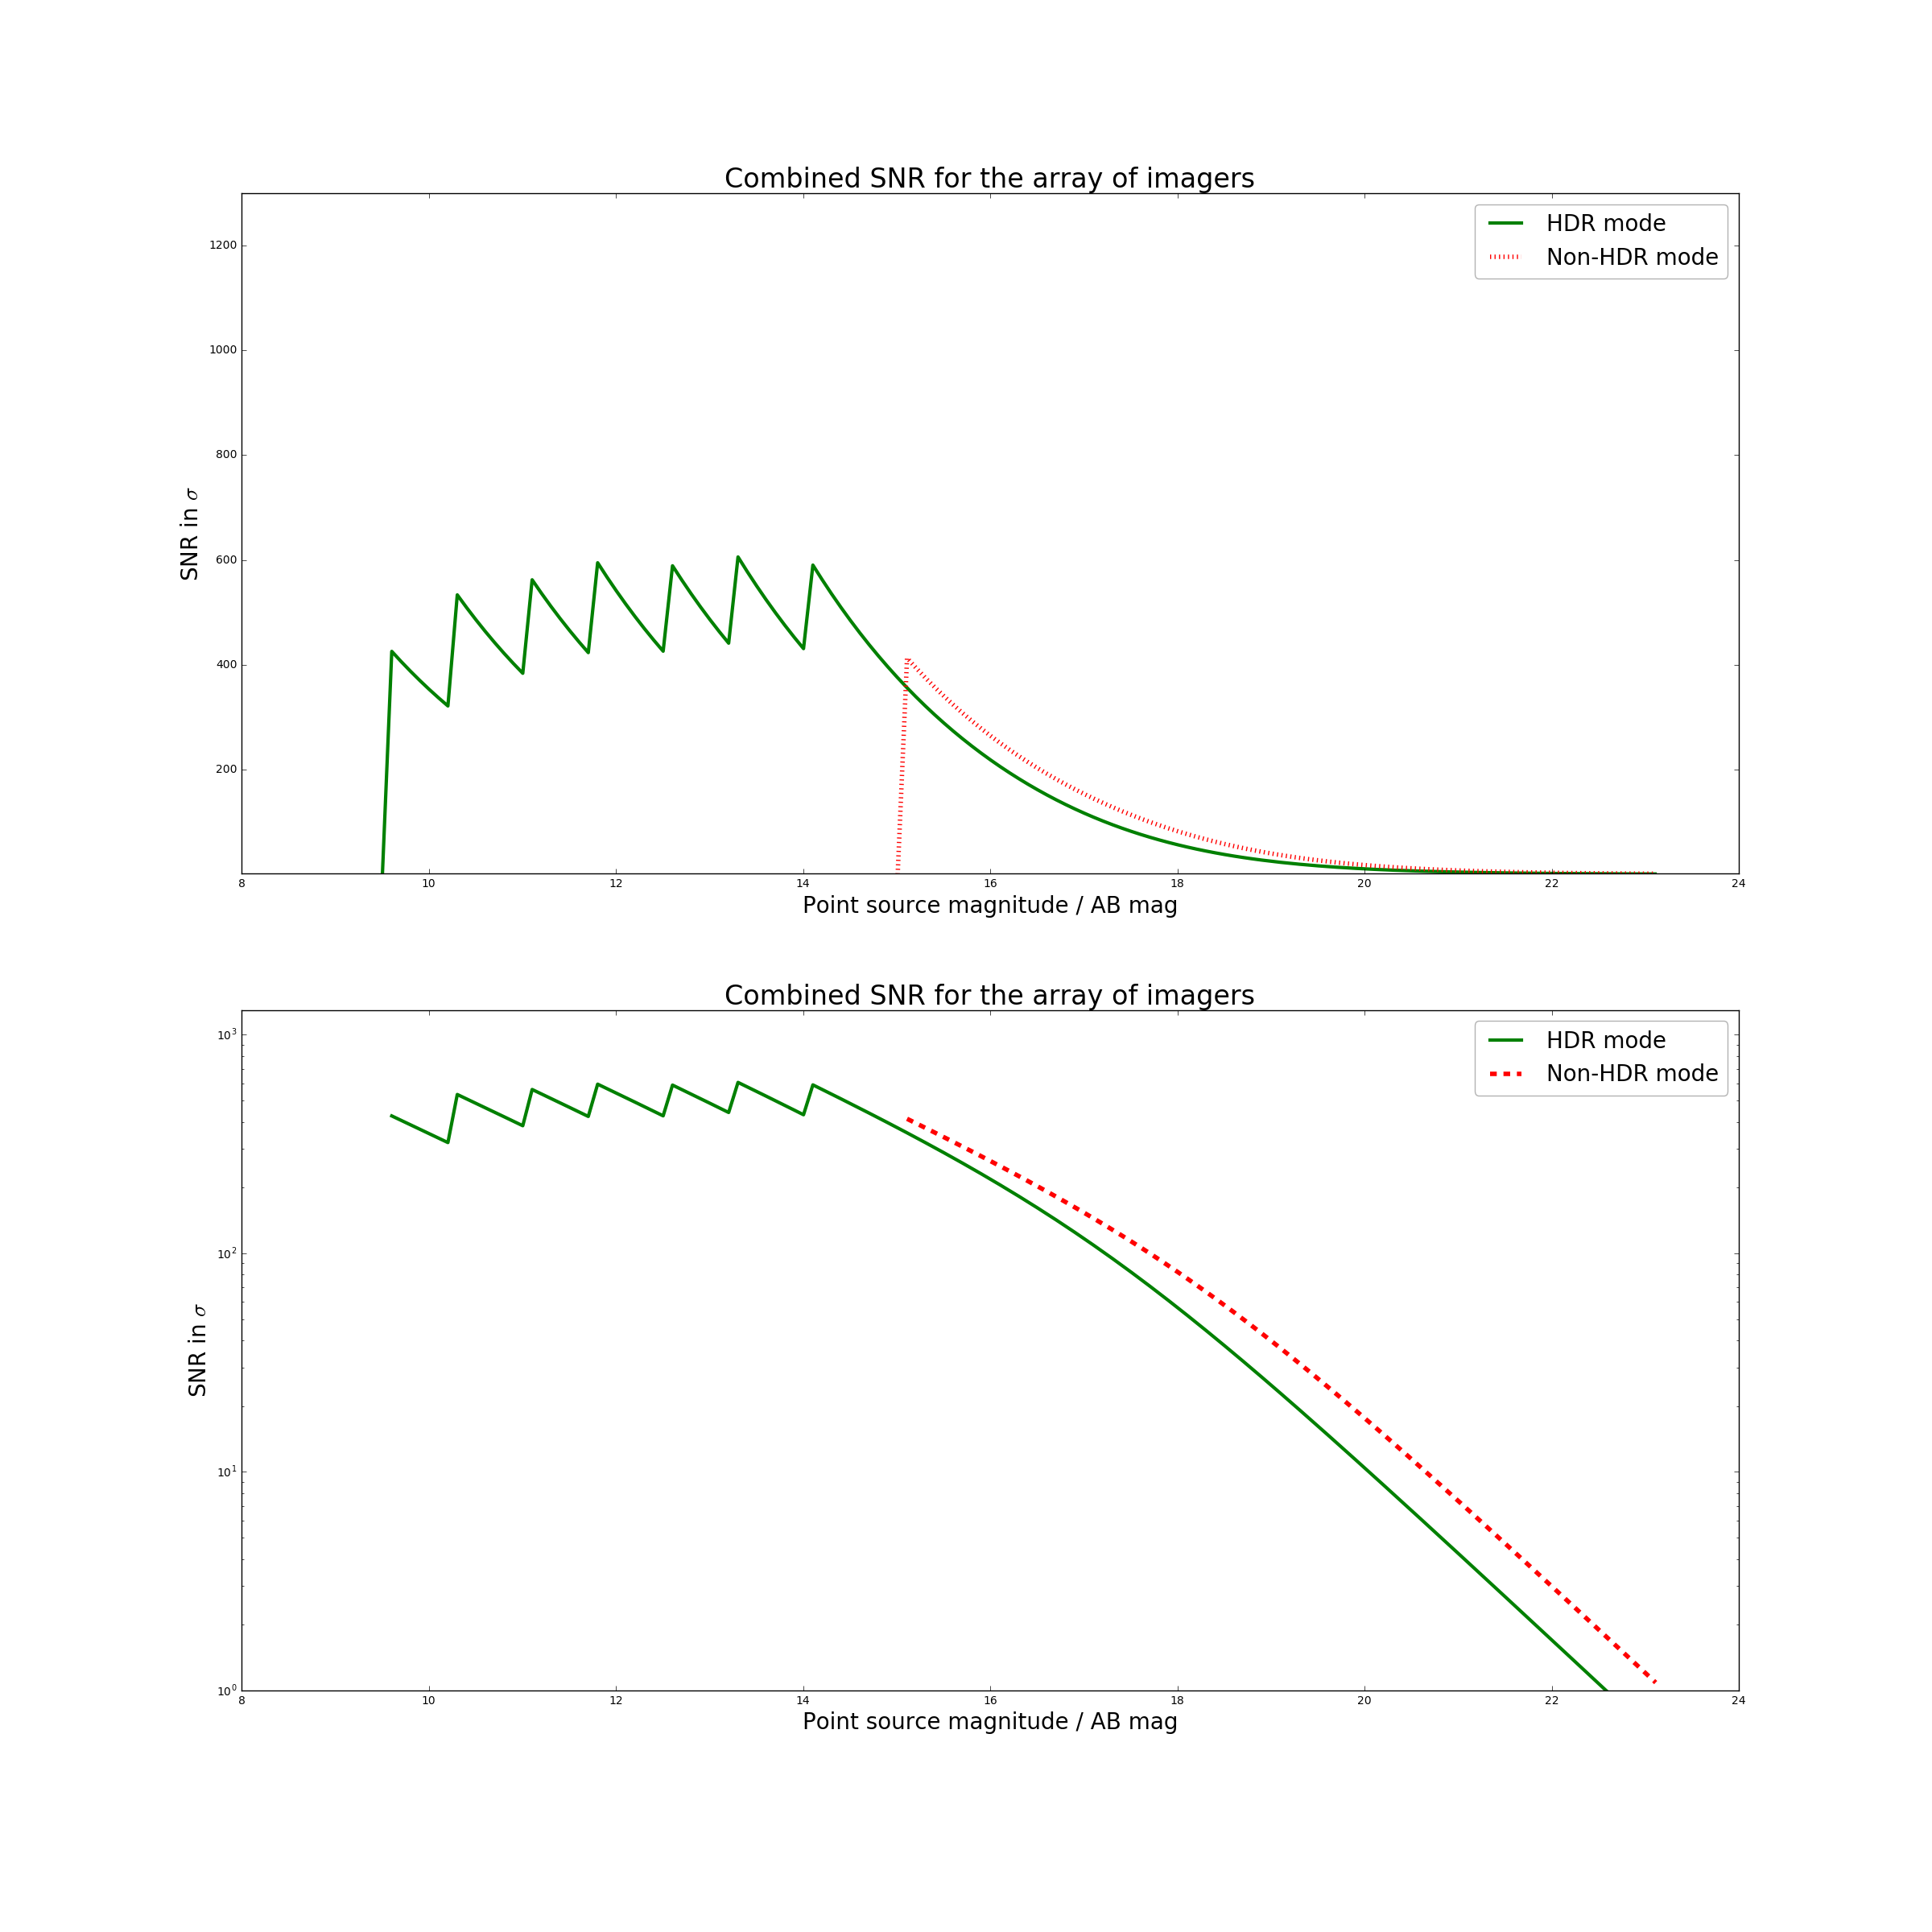 Combined SNR for the array of imagers
HDR mode
Non-HDR mode
1200
1000
800
600
400
200
SNR in σ
8 10 12 14 16 18 20 22 24
Point source magnitude / AB mag
Combined SNR for the array of imagers
HDR mode
Non-HDR mode
10³
10²
10¹
10⁰
SNR in σ
8 10 12 14 16 18 20 22 24
Point source magnitude / AB mag